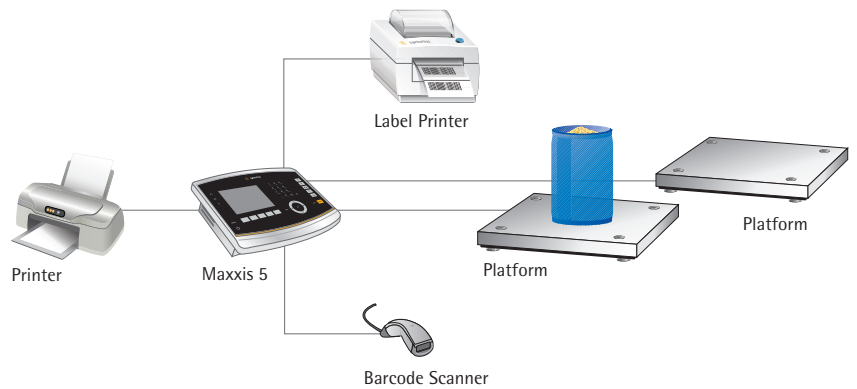 Label Printer
Platform
Printer
Maxxis 5
Platform
Barcode Scanner